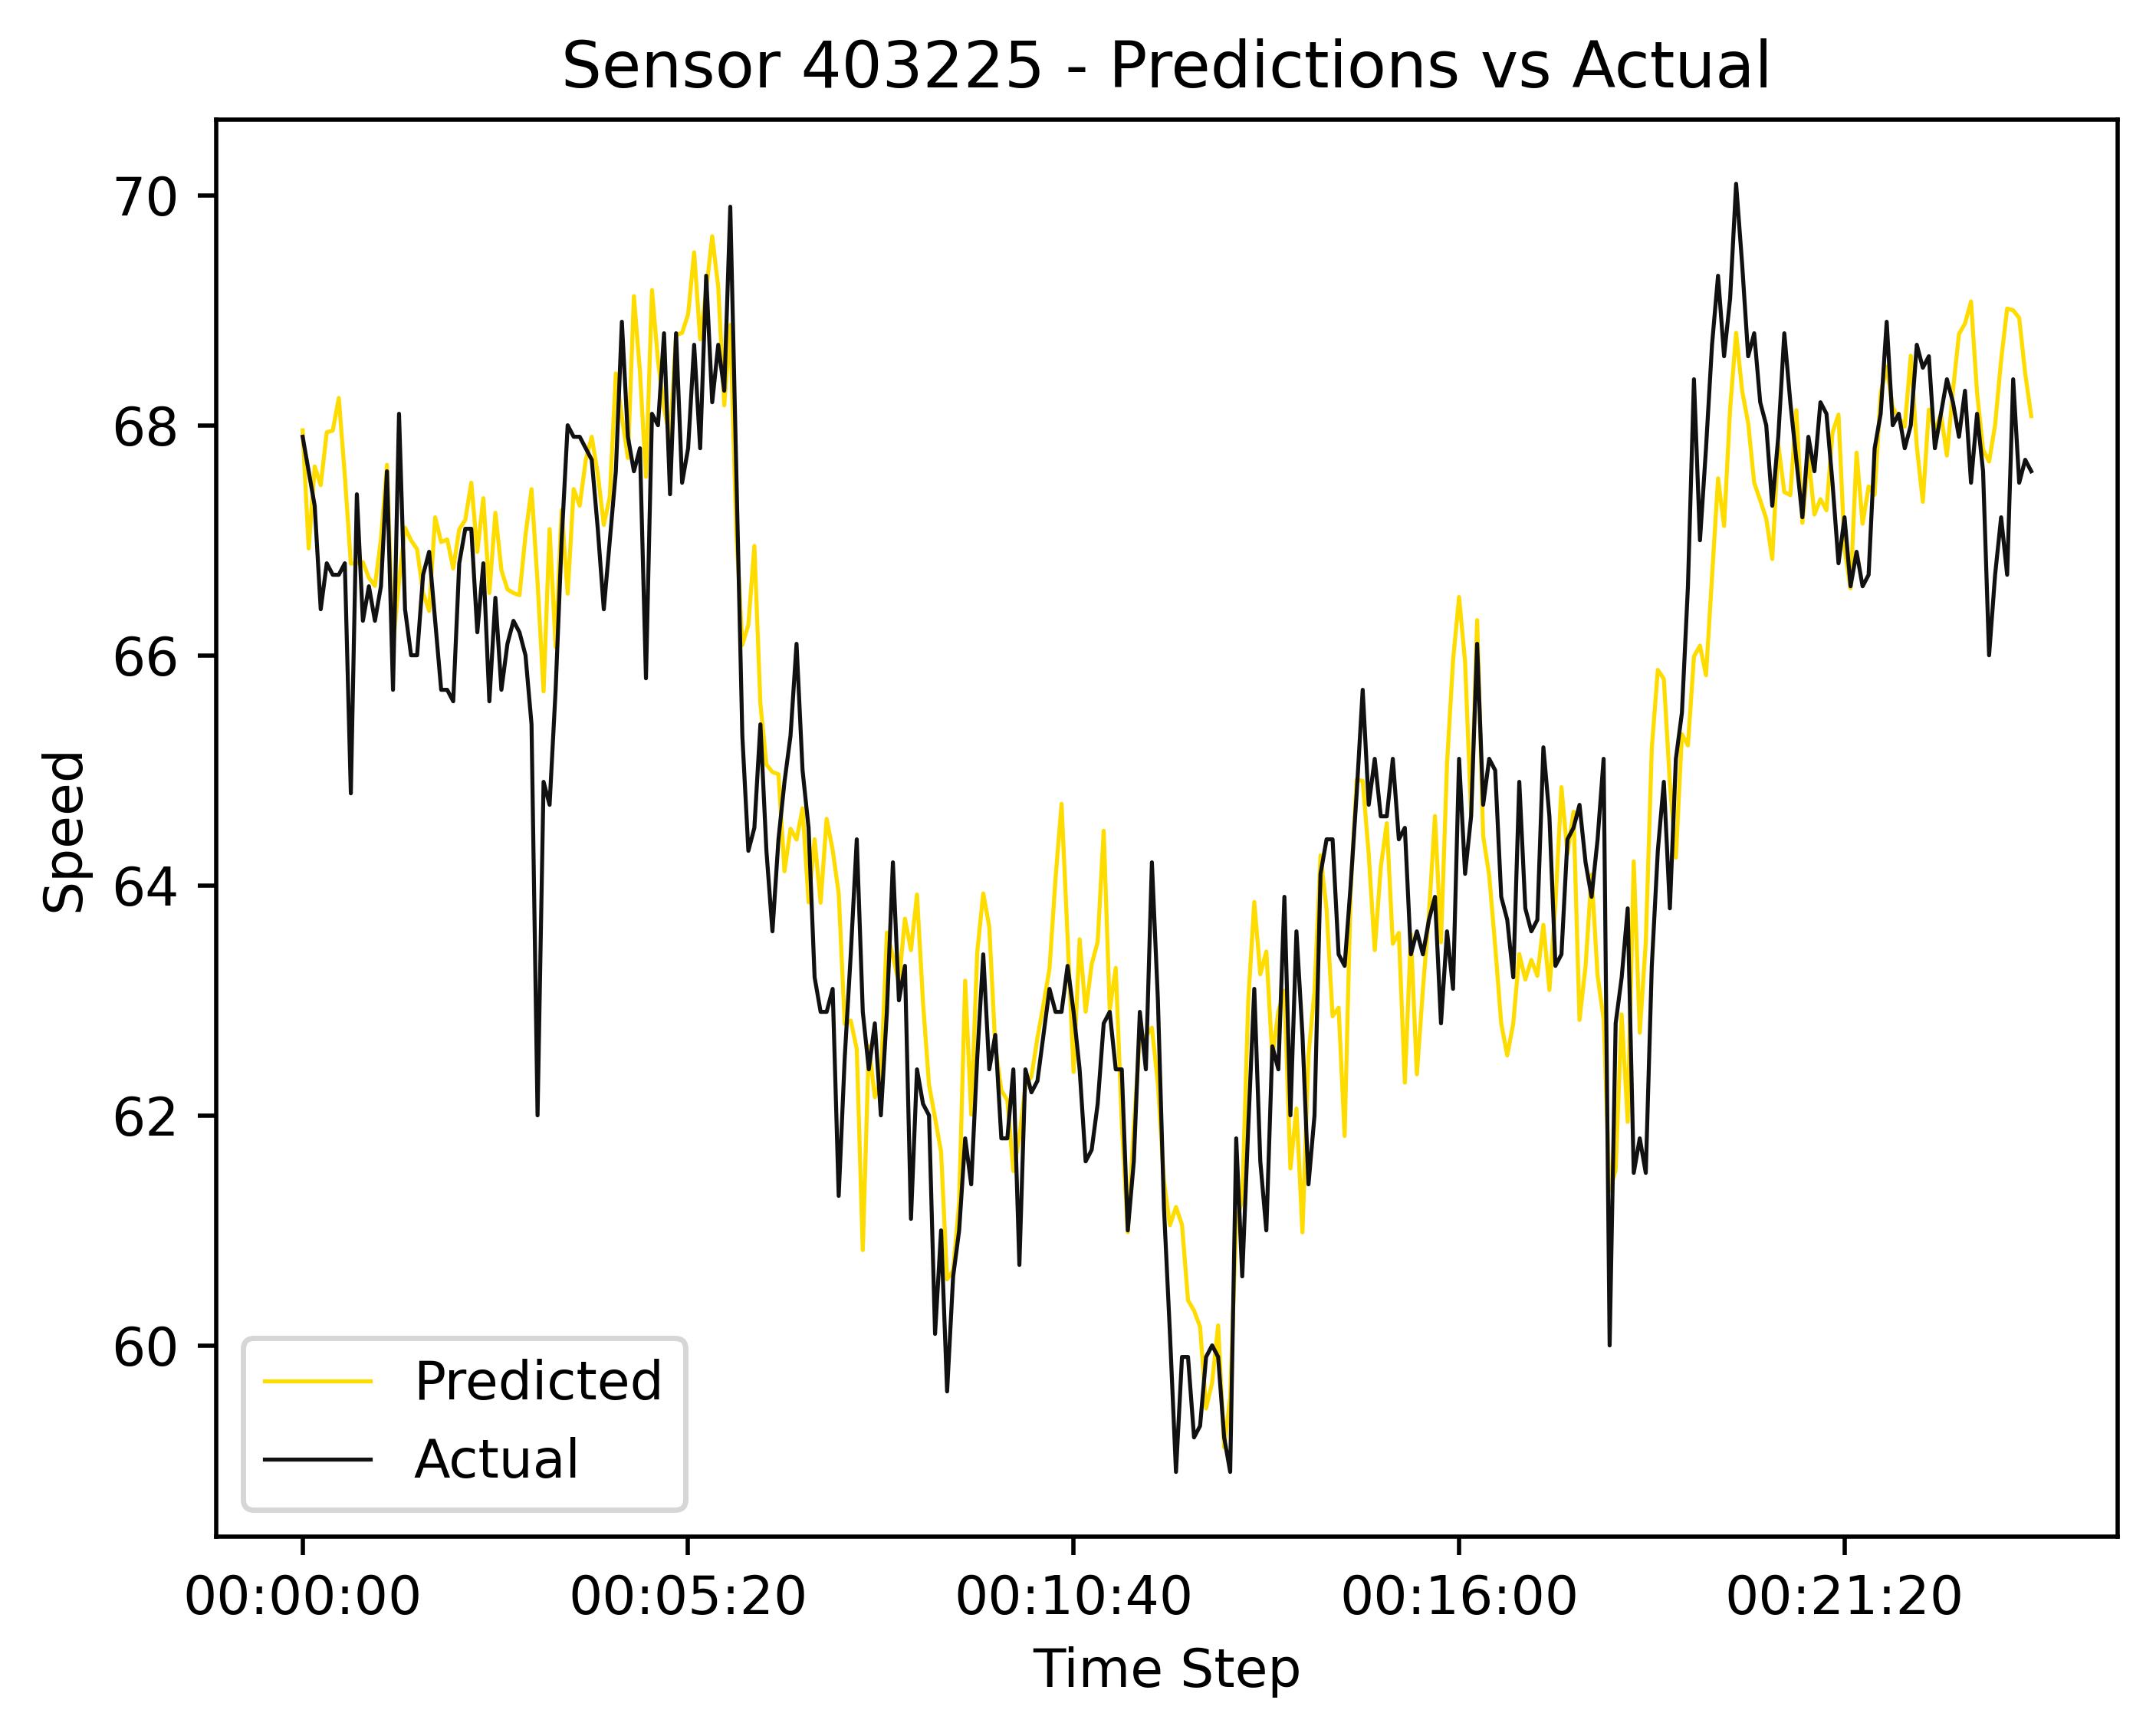 Sensor 403225 - Predictions vs Actual
70
68
66
64
62
60
Speed
Predicted
Actual
00:00:00 00:05:20 00:10:40 00:16:00 00:21:20
Time Step